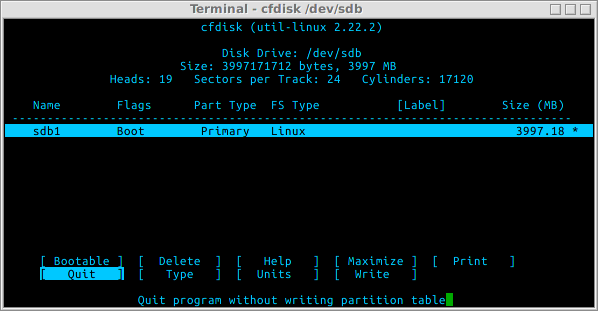 Terminal - cfdisk /dev/sdb
cfdisk (util-linux 2.22.2)
Disk Drive: /dev/sdb
Size: 3997171712 bytes, 3997 MB
Heads: 19   Sectors per Track: 24   Cylinders: 17120
Name        Flags      Part Type  FS Type           [Label]        Size (MB)
------------------------------------------------------------------------------
sdb1        Boot        Primary   Linux                              3997.18 *
[ Bootable ]  [  Delete  ]  [   Help   ]  [ Maximize ]  [  Print   ]
[   Quit   ]  [   Type   ]  [  Units   ]  [  Write   ]
Quit program without writing partition table